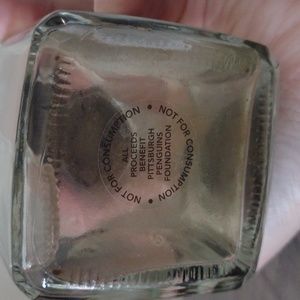 • NOT FOR CONSUMPTION •
NOT FOR CONSUMPTION
ALL
PROCEEDS
BENEFIT
PITTSBURGH
PENGUINS
FOUNDATION